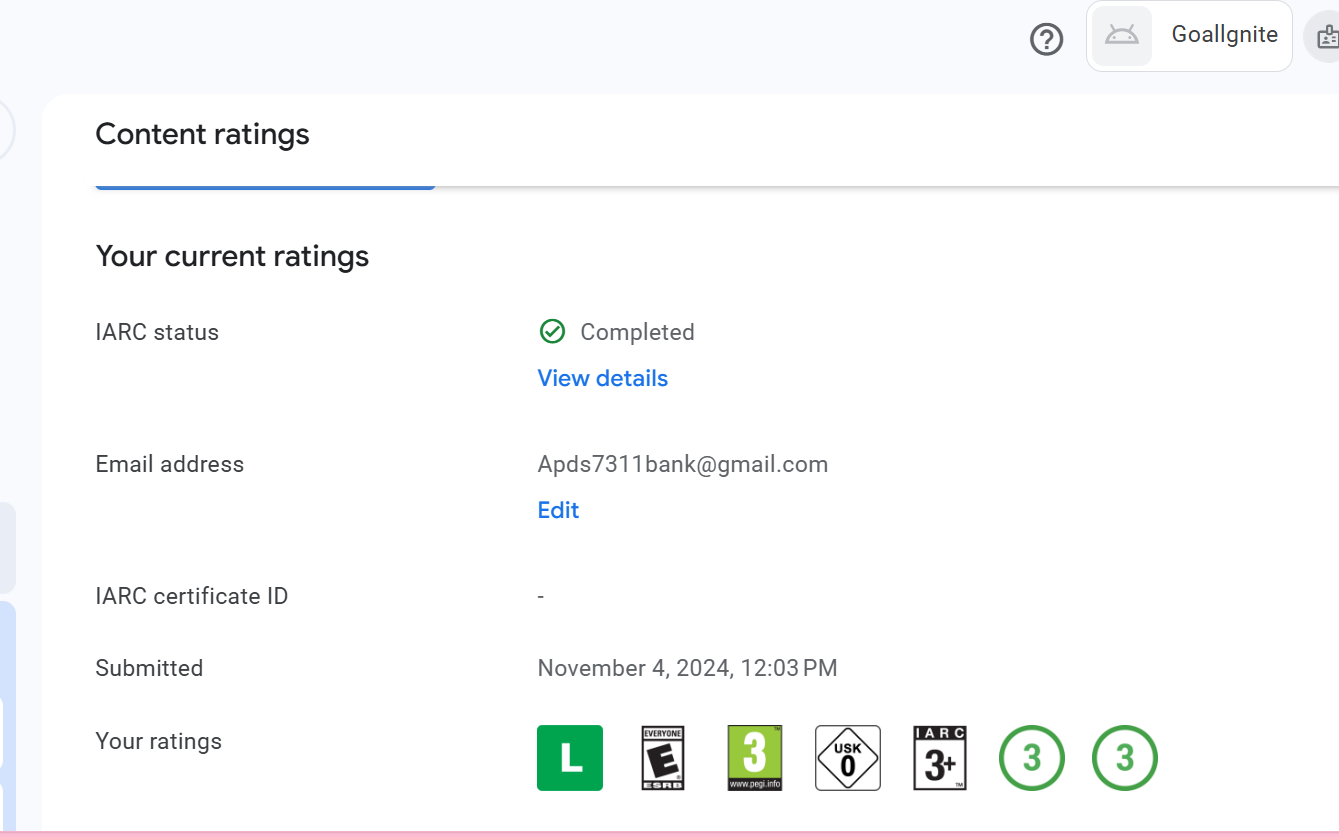 GoalIgnite
Content ratings
Your current ratings
IARC status
Completed
View details
Email address
Apds7311bank@gmail.com
Edit
IARC certificate ID
-
Submitted
November 4, 2024, 12:03 PM
Your ratings
L
EVERYONE
E
ESRB
3
www.pegi.info
USK
0
IARC
3+
3
3